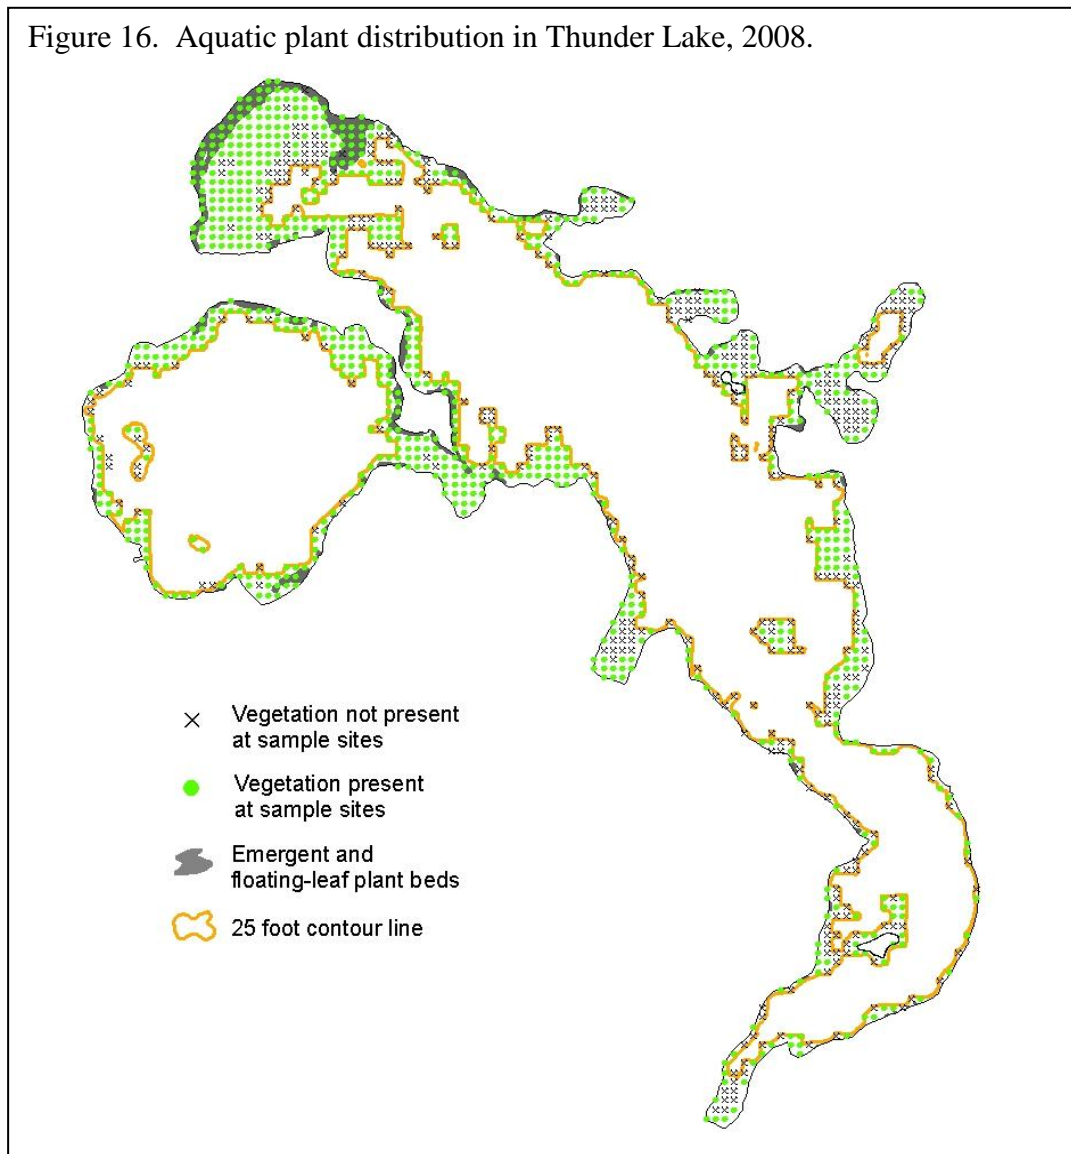 Figure 16.  Aquatic plant distribution in Thunder Lake, 2008.
Vegetation not present
at sample sites
Vegetation present
at sample sites
Emergent and
floating-leaf plant beds
25 foot contour line